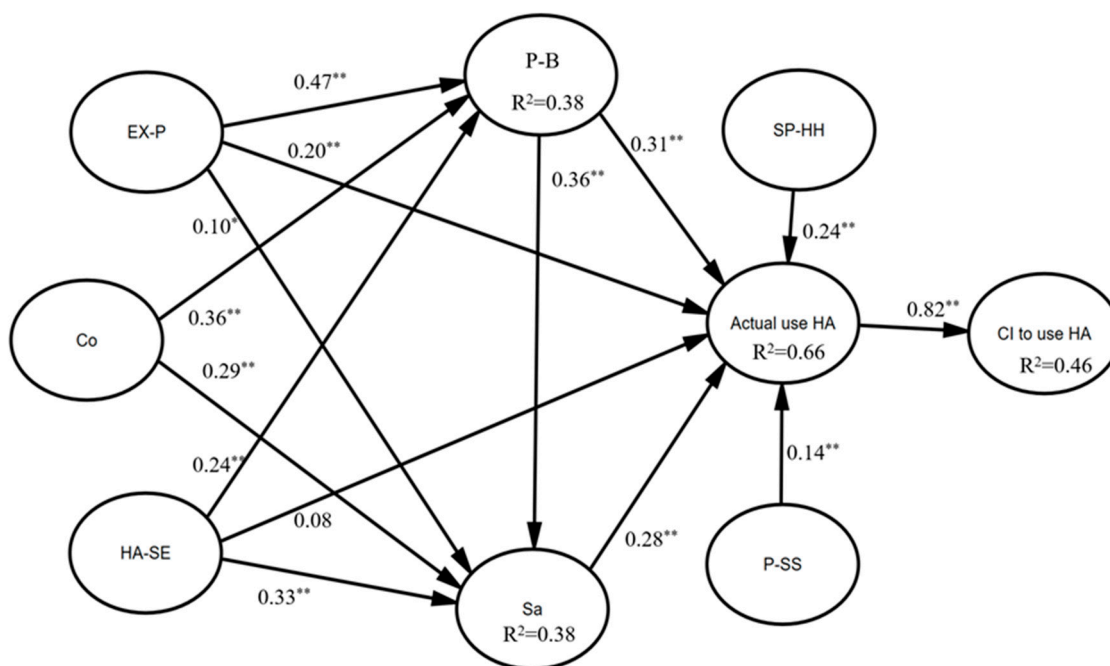 P-B
R²=0.38
0.47**
EX-P
SP-HH
0.20**
0.31**
0.36**
0.10*
0.24**
0.36**
Co
Actual use HA
R²=0.66
0.82**
CI to use HA
R²=0.46
0.29**
0.24**
0.14**
0.08
HA-SE
0.28**
P-SS
0.33**
Sa
R²=0.38